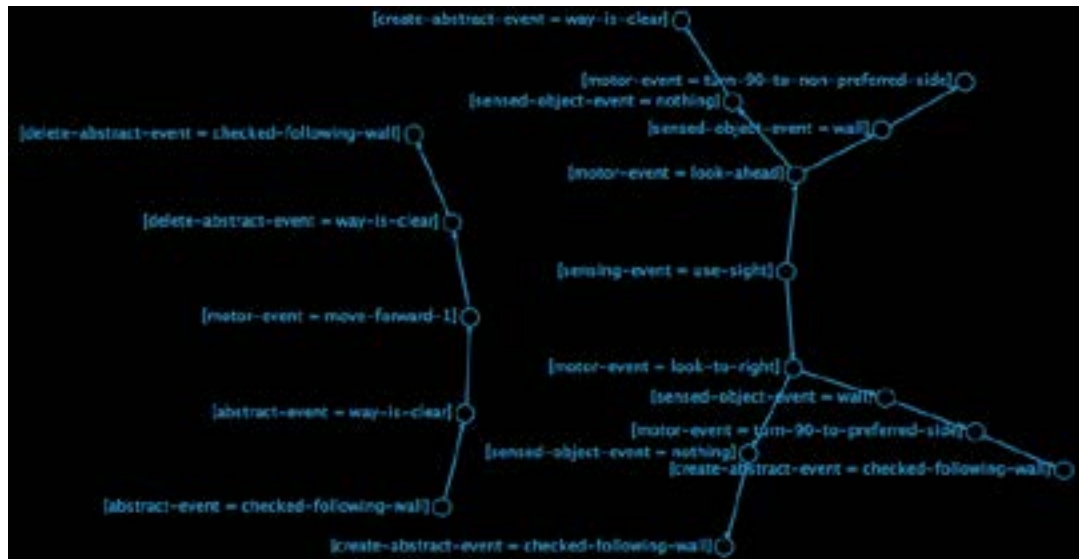 [create-abstract-event = way-is-clear]
[motor-event = turn-90-to-non-preferred-side]
[sensed-object-event = nothing]
[sensed-object-event = wall]
[delete-abstract-event = checked-following-wall]
[motor-event = look-ahead]
[delete-abstract-event = way-is-clear]
[sensing-event = use-sight]
[motor-event = move-forward-1]
[motor-event = look-to-right]
[sensed-object-event = wall]
[abstract-event = way-is-clear]
[motor-event = turn-90-to-preferred-side]
[sensed-object-event = nothing]
[create-abstract-event = checked-following-wall]
[abstract-event = checked-following-wall]
[create-abstract-event = checked-following-wall]